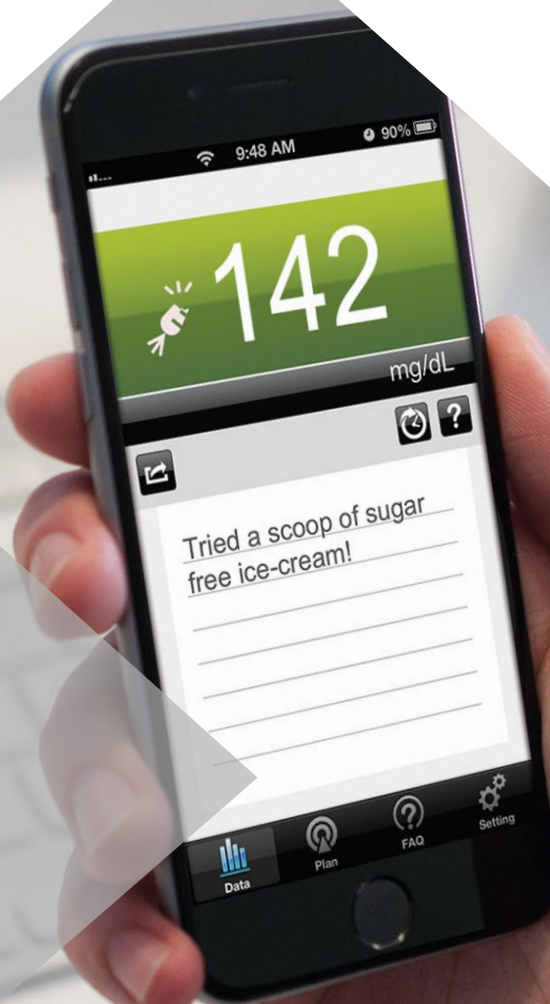 9:48 AM
90%
142
mg/dL
?
Tried a scoop of sugar
free ice-cream!
Data
Plan
?
FAQ
Setting